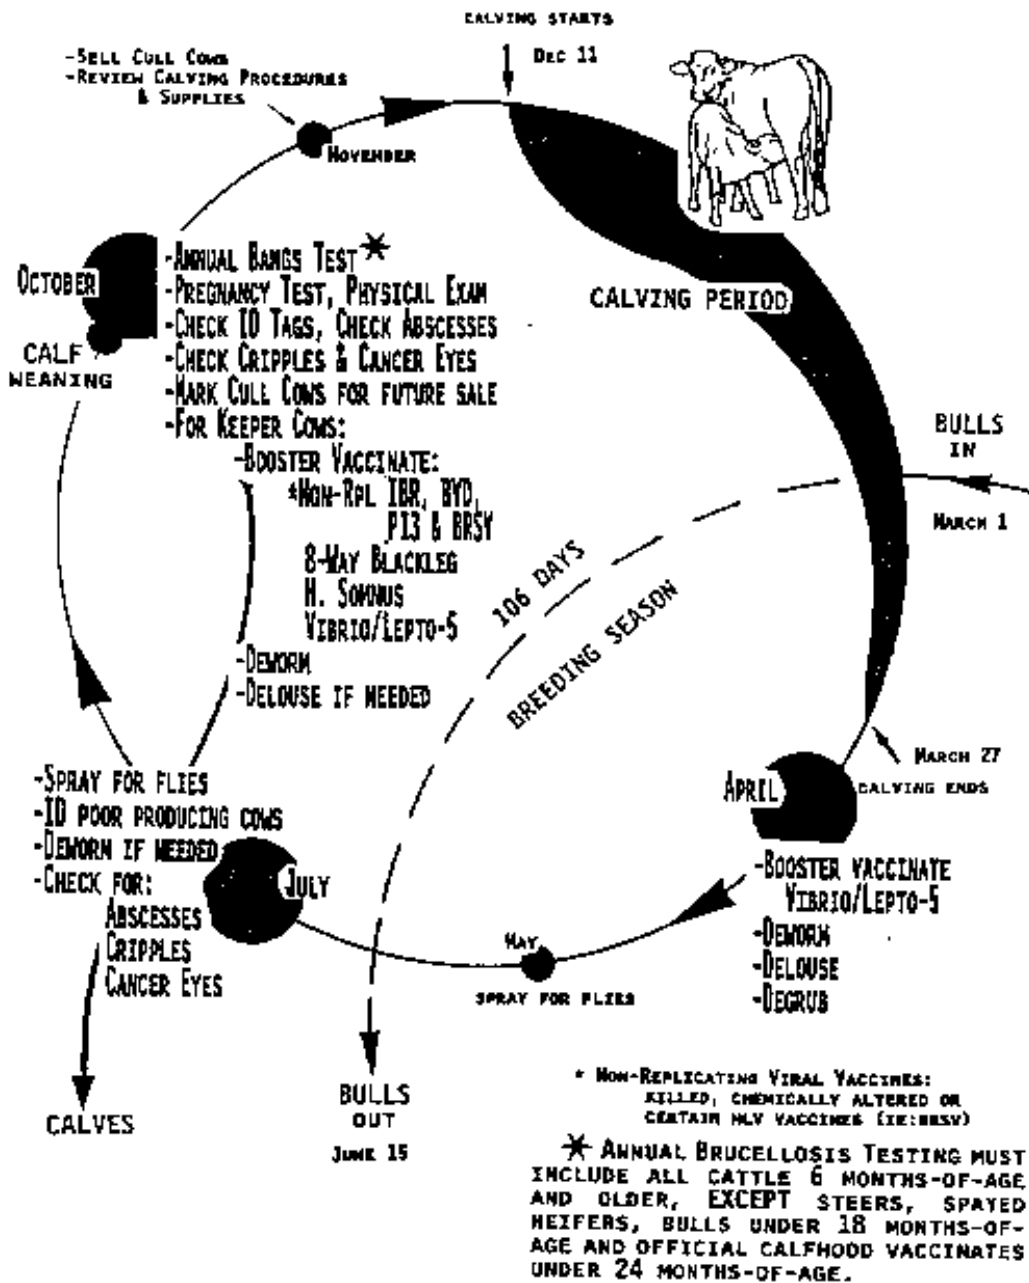 CALVING STARTS
DEC 11
-SELL CULL COWS
-REVIEW CALVING PROCEDURES
& SUPPLIES
NOVEMBER
OCTOBER
-ANNUAL BANGS TEST*
-PREGNANCY TEST, PHYSICAL EXAM
-CHECK ID TAGS, CHECK ABSCESSES
-CHECK CRIPPLES & CANCER EYES
-MARK CULL COWS FOR FUTURE SALE
-FOR KEEPER COWS:
-BOOSTER VACCINATE:
*NON-RPL IBR, BVD,
PI3 & BRSV
8-WAY BLACKLEG
H. SOMNUS
VIBRIO/LEPTO-5
-DEWORM
-DELOUSE IF NEEDED
CALF
WEANING
CALVING PERIOD
BULLS
IN
MARCH 1
106 DAYS
BREEDING SEASON
MARCH 27
CALVING ENDS
APRIL
-BOOSTER VACCINATE
VIBRIO/LEPTO-5
-DEWORM
-DELOUSE
-DEGRUB
MAY
SPRAY FOR FLIES
JULY
-SPRAY FOR FLIES
-ID POOR PRODUCING COWS
-DEWORM IF NEEDED
-CHECK FOR:
ABSCESSES
CRIPPLES
CANCER EYES
CALVES
BULLS
OUT
JUNE 15
* NON-REPLICATING VIRAL VACCINES:
KILLED, CHEMICALLY ALTERED OR
CERTAIN MLV VACCINES (IE:BRSV)
* ANNUAL BRUCELLOSIS TESTING MUST
INCLUDE ALL CATTLE 6 MONTHS-OF-AGE
AND OLDER, EXCEPT STEERS, SPAYED
HEIFERS, BULLS UNDER 18 MONTHS-OF-
AGE AND OFFICIAL CALFHOOD VACCINATES
UNDER 24 MONTHS-OF-AGE.